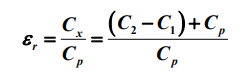 ε_r = C_x / C_p = ((C_2 − C_1) + C_p) / C_p